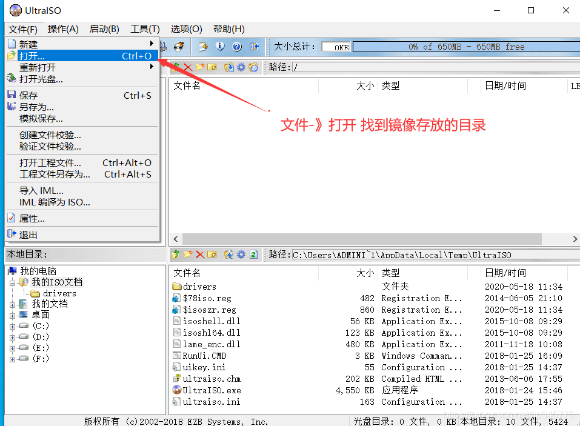 UltraISO
文件(F) 操作(A) 启动(B) 工具(T) 选项(O) 帮助(H)
大小总计: 0KB 0% of 650MB - 650MB free
新建
打开... Ctrl+O
重新打开
打开光盘...
保存 Ctrl+S
另存为...
模拟保存...
创建文件校验...
验证文件校验...
打开工程文件... Ctrl+Alt+O
工程文件另存为... Ctrl+Alt+S
导入 IML...
IML 编译为 ISO...
属性...
退出
路径:/
文件名 大小 类型 日期/时间 LB
文件-》打开 找到镜像存放的目录
本地目录:
我的电脑
我的ISO文档
drivers
我的文档
桌面
(C:)
(D:)
(E:)
(F:)
路径:C:\Users\ADMINI~1\AppData\Local\Temp\UltraISO
文件名 大小 类型 日期/时间
drivers 文件夹 2020-05-18 11:34
$78iso.reg 482 Registration E... 2014-06-05 21:10
$isoszr.reg 860 Registration E... 2020-05-18 11:34
isoshell.dll 56 KB Application Ex... 2015-10-08 09:29
isoshl64.dll 123 KB Application Ex... 2015-10-08 09:29
lame_enc.dll 480 KB Application Ex... 2011-11-18 10:08
RunUi.CMD 3 KB Windows Comman... 2018-01-25 16:09
uikey.ini 55 Configuration ... 2018-01-25 14:37
ultraiso.chm 202 KB Compiled HTML ... 2013-06-06 17:55
UltraISO.exe 4,550 KB 应用程序 2018-01-24 15:46
ultraiso.ini 163 Configuration ... 2018-01-25 14:37
版权所有 (c)2002-2018 EZB Systems, Inc. 光盘目录: 0 文件, 0 KB 本地目录: 10 文件, 5424